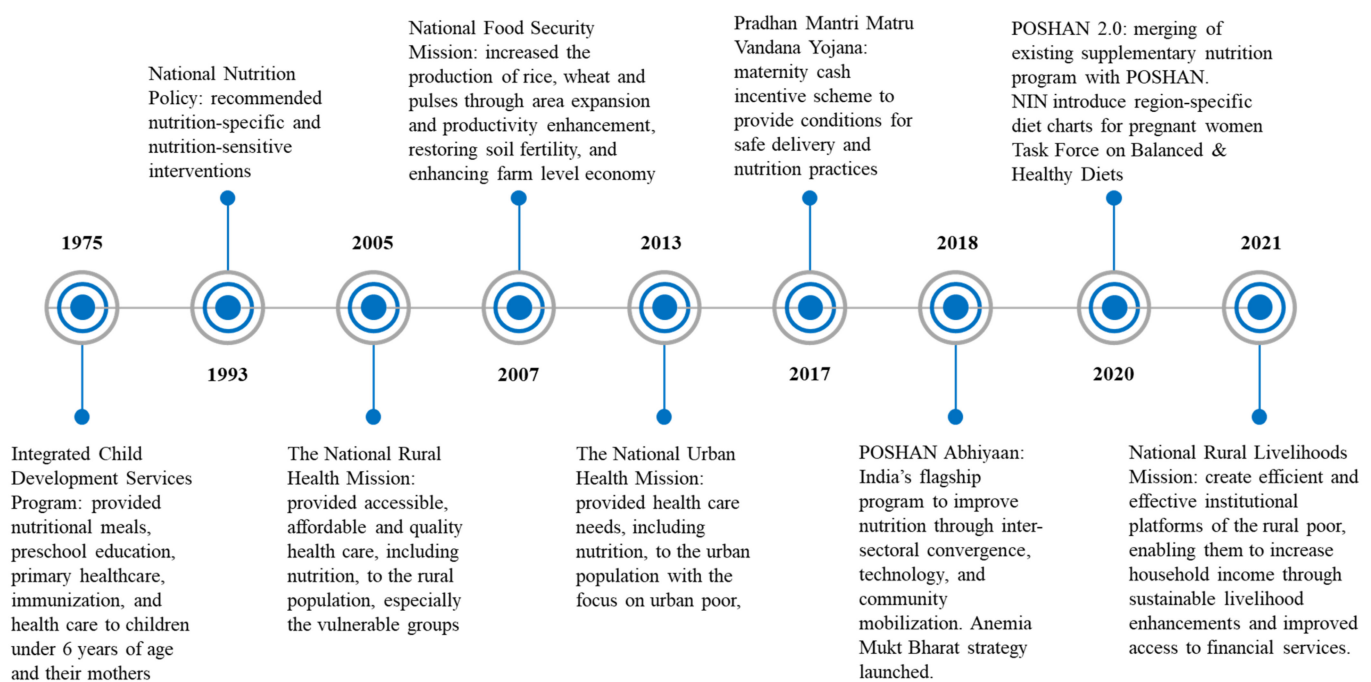 1975
Integrated Child
Development Services
Program: provided
nutritional meals,
preschool education,
primary healthcare,
immunization, and
health care to children
under 6 years of age
and their mothers
National Nutrition
Policy: recommended
nutrition-specific and
nutrition-sensitive
interventions
1993
2005
The National Rural
Health Mission:
provided accessible,
affordable and quality
health care, including
nutrition, to the rural
population, especially
the vulnerable groups
National Food Security
Mission: increased the
production of rice, wheat and
pulses through area expansion
and productivity enhancement,
restoring soil fertility, and
enhancing farm level economy
2007
2013
The National Urban
Health Mission:
provided health care
needs, including
nutrition, to the urban
population with the
focus on urban poor,
Pradhan Mantri Matru
Vandana Yojana:
maternity cash
incentive scheme to
provide conditions for
safe delivery and
nutrition practices
2017
2018
POSHAN Abhiyaan:
India’s flagship
program to improve
nutrition through inter-
sectoral convergence,
technology, and
community
mobilization. Anemia
Mukt Bharat strategy
launched.
POSHAN 2.0: merging of
existing supplementary nutrition
program with POSHAN.
NIN introduce region-specific
diet charts for pregnant women
Task Force on Balanced &
Healthy Diets
2020
2021
National Rural Livelihoods
Mission: create efficient and
effective institutional
platforms of the rural poor,
enabling them to increase
household income through
sustainable livelihood
enhancements and improved
access to financial services.